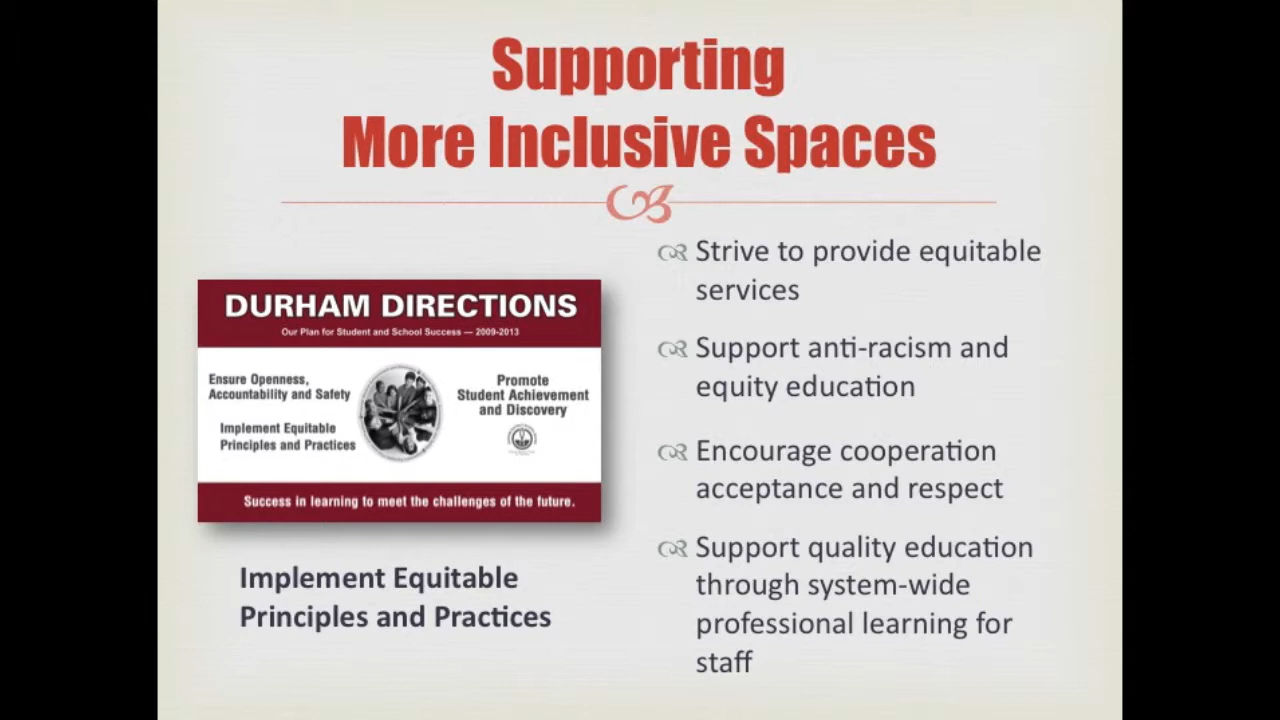 Supporting
More Inclusive Spaces
DURHAM DIRECTIONS
Our Plan for Student and School Success — 2009-2013
Ensure Openness,
Accountability and Safety
Implement Equitable
Principles and Practices
Promote
Student Achievement
and Discovery
Success in learning to meet the challenges of the future.
Implement Equitable
Principles and Practices
Strive to provide equitable
services
Support anti-racism and
equity education
Encourage cooperation
acceptance and respect
Support quality education
through system-wide
professional learning for
staff